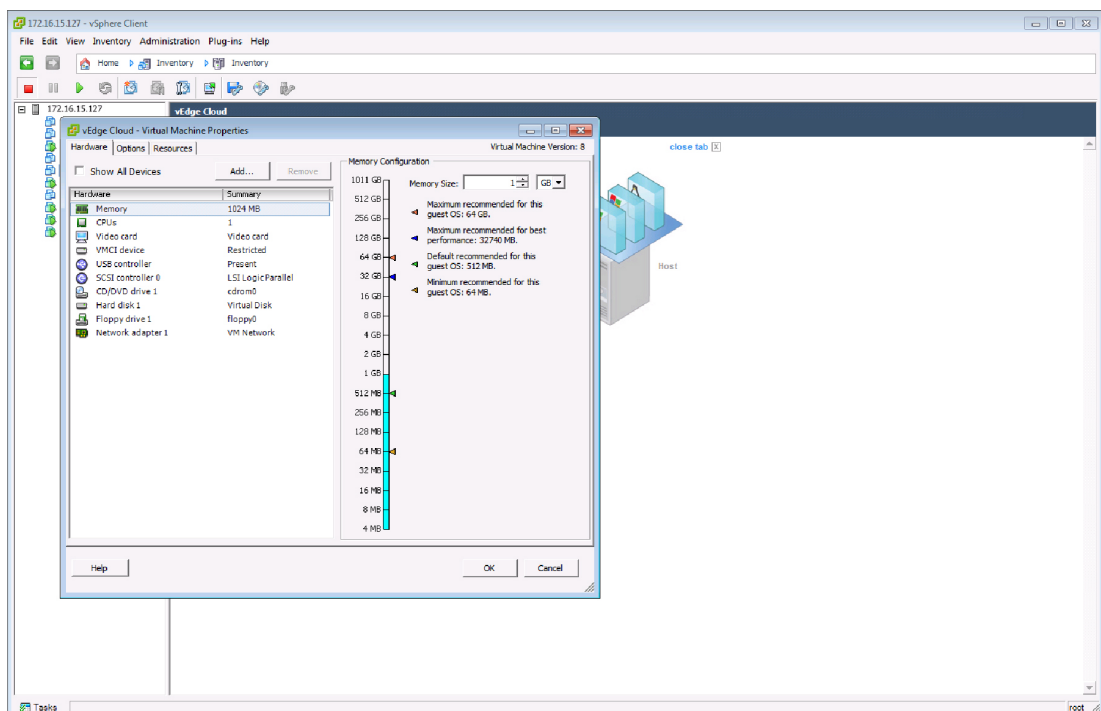 172.16.15.127 - vSphere Client
File Edit View Inventory Administration Plug-ins Help
Home Inventory Inventory
172.16.15.127
vEdge Cloud
close tab X
Host
vEdge Cloud - Virtual Machine Properties
Hardware Options Resources
Virtual Machine Version: 8
Show All Devices
Add...
Remove
Hardware Summary
Memory 1024 MB
CPUs 1
Video card Video card
VMCI device Restricted
USB controller Present
SCSI controller 0 LSI Logic Parallel
CD/DVD drive 1 cdrom0
Hard disk 1 Virtual Disk
Floppy drive 1 floppy0
Network adapter 1 VM Network
Memory Configuration
1011 GB
512 GB
256 GB
128 GB
64 GB
32 GB
16 GB
8 GB
4 GB
2 GB
1 GB
512 MB
256 MB
128 MB
64 MB
32 MB
16 MB
8 MB
4 MB
Memory Size: 1 GB
Maximum recommended for this
guest OS: 64 GB.
Maximum recommended for best
performance: 32740 MB.
Default recommended for this
guest OS: 512 MB.
Minimum recommended for this
guest OS: 64 MB.
Help
OK
Cancel
Tasks
root